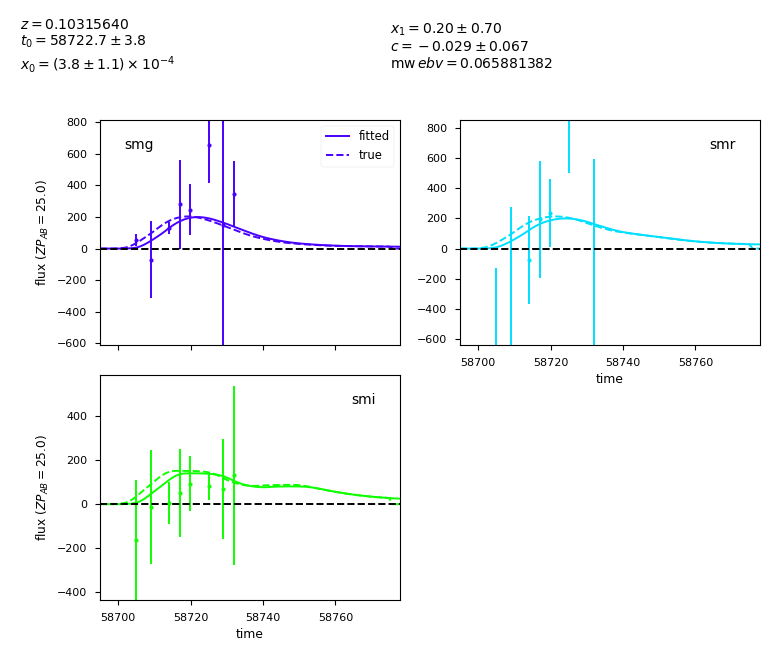 z = 0.10315640
t₀ = 58722.7 ± 3.8
x₀ = (3.8 ± 1.1) × 10⁻⁴
x₁ = 0.20 ± 0.70
c = −0.029 ± 0.067
mw ebv = 0.065881382
smg
fitted
true
800
600
400
200
0
−200
−400
−600
flux (ZP_AB = 25.0)
smr
800
600
400
200
0
−200
−400
−600
58700 58720 58740 58760
time
smi
400
200
0
−200
−400
flux (ZP_AB = 25.0)
58700 58720 58740 58760
time